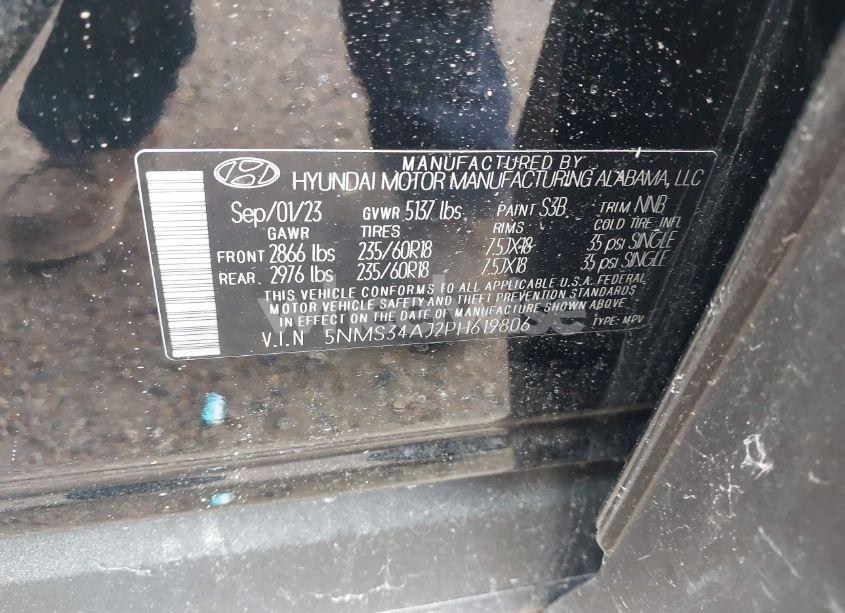 MANUFACTURED BY
HYUNDAI MOTOR MANUFACTURING ALABAMA, LLC
Sep/01/23 GVWR 5137 lbs PAINT S3B TRIM NNB
GAWR TIRES RIMS COLD TIRE INFL
FRONT 2866 lbs 235/60R18 7.5JX18 35 psi SINGLE
REAR. 2976 lbs 235/60R18 7.5JX18 35 psi SINGLE
THIS VEHICLE CONFORMS TO ALL APPLICABLE U.S.A. FEDERAL
MOTOR VEHICLE SAFETY AND THEFT PREVENTION STANDARDS
IN EFFECT ON THE DATE OF MANUFACTURE SHOWN ABOVE.
V.I.N 5NMS34AJ2PH619806 TYPE: MPV